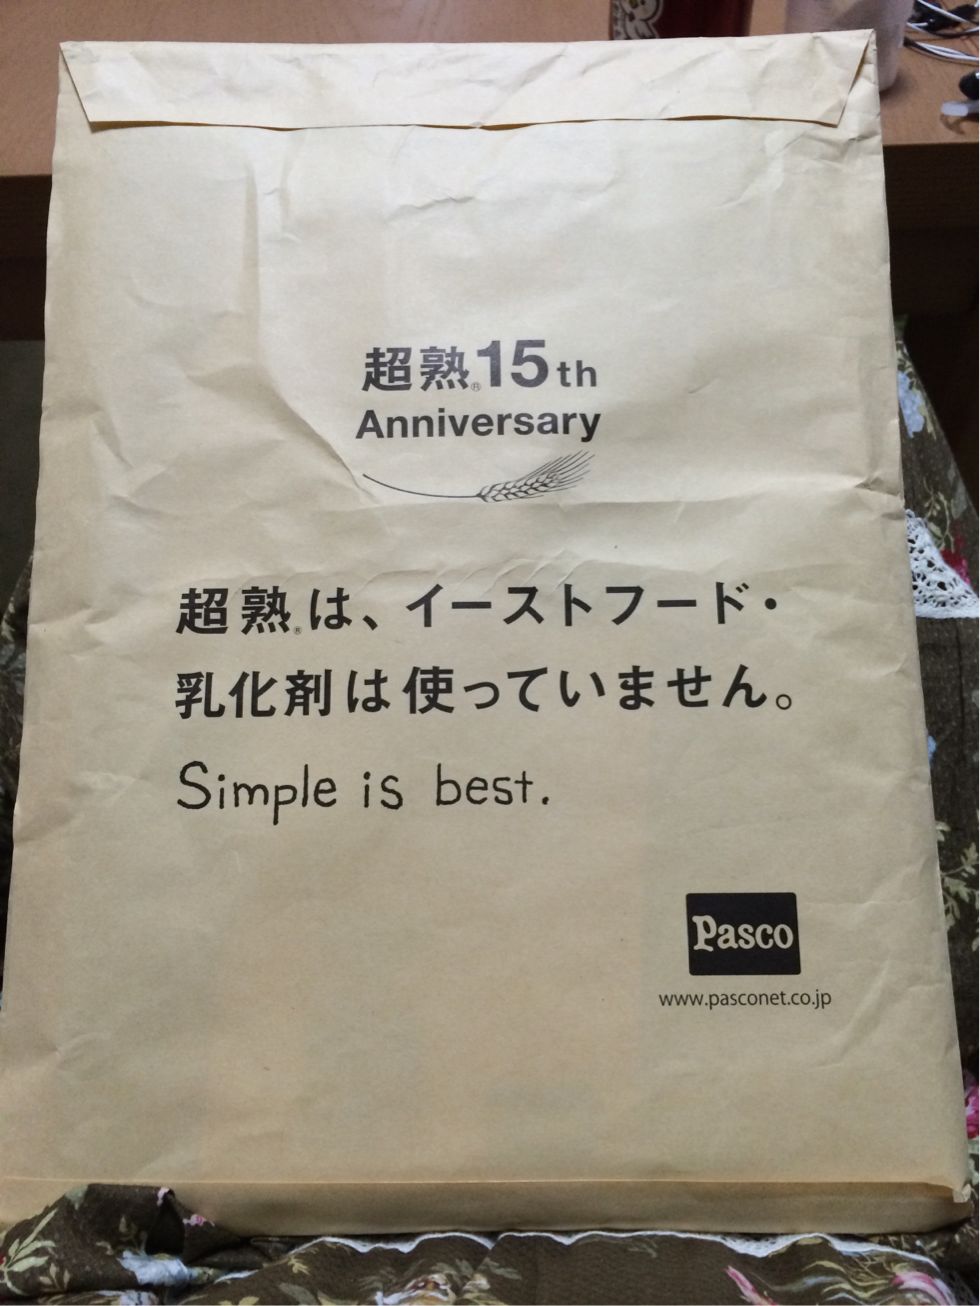 超熟®15th
Anniversary
超熟®は、イーストフード・
乳化剤は使っていません。
Simple is best.
Pasco
www.pasconet.co.jp